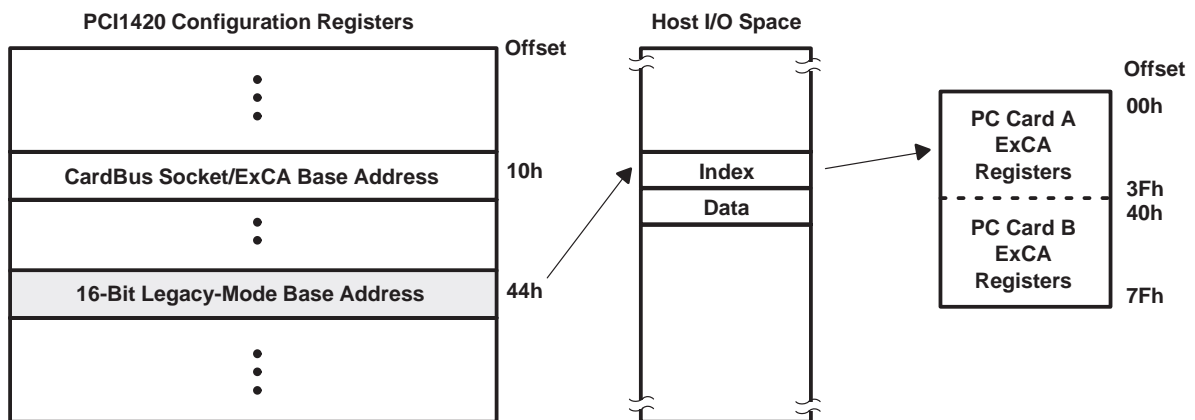 PCI1420 Configuration Registers
Offset
CardBus Socket/ExCA Base Address
10h
16-Bit Legacy-Mode Base Address
44h
Host I/O Space
Index
Data
Offset
PC Card A
ExCA
Registers
00h
3Fh
PC Card B
ExCA
Registers
40h
7Fh